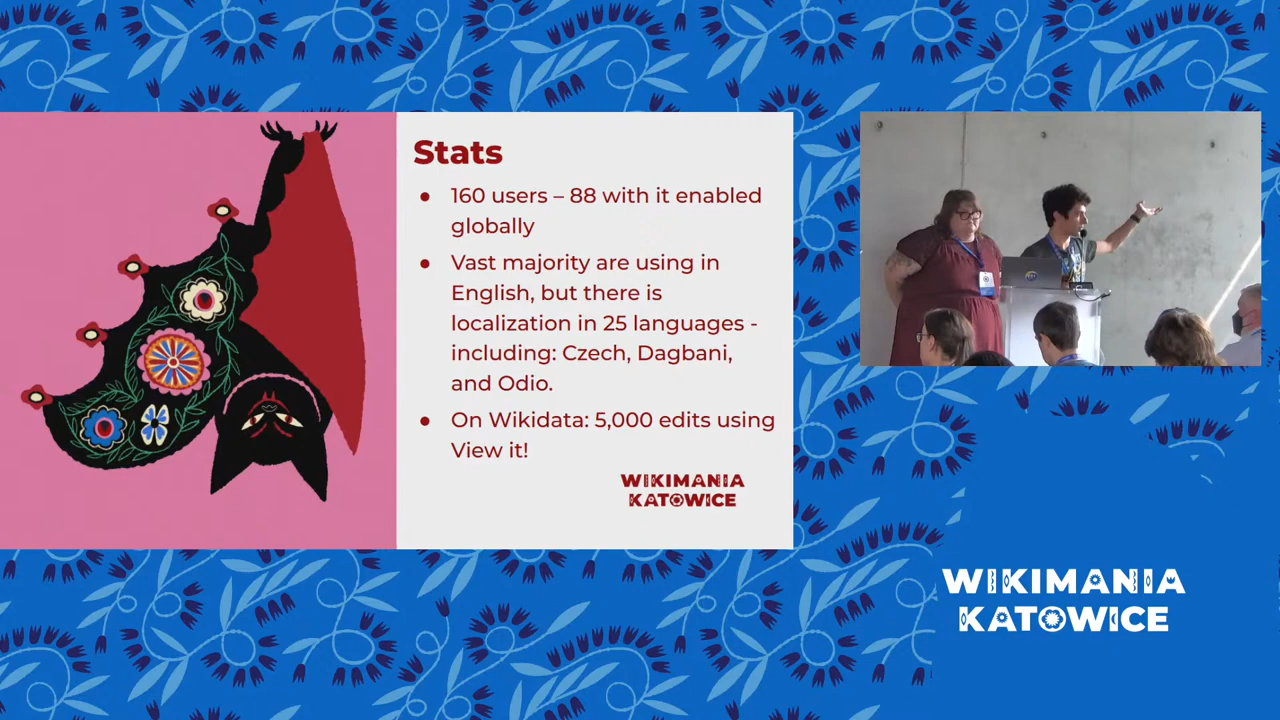 Stats
● 160 users – 88 with it enabled
globally
● Vast majority are using in
English, but there is
localization in 25 languages -
including: Czech, Dagbani,
and Odio.
● On Wikidata: 5,000 edits using
View it!
WIKIMANIA
KATOWICE
WIKIMANIA
KATOWICE